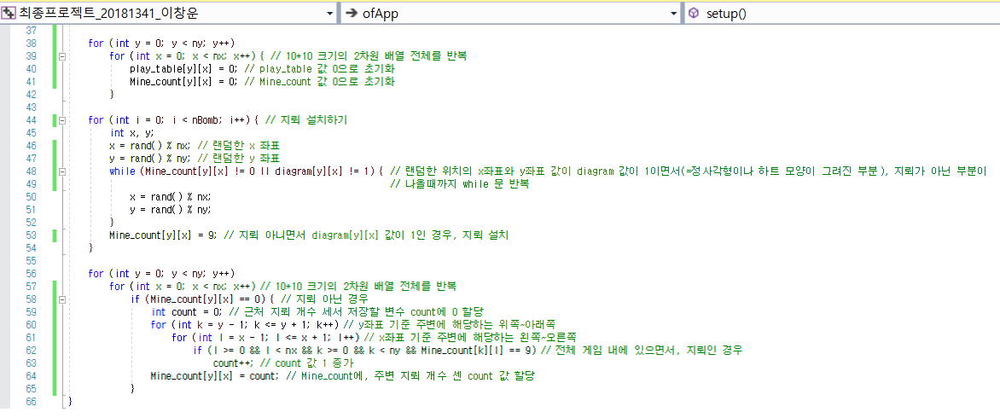 최종프로젝트_20181341_이창운 ofApp setup()
37
38 for (int y = 0; y < ny; y++)
39 for (int x = 0; x < nx; x++) { // 10*10 크기의 2차원 배열 전체를 반복
40 play_table[y][x] = 0; // play_table 값 0으로 초기화
41 Mine_count[y][x] = 0; // Mine_count 값 0으로 초기화
42 }
43
44 for (int i = 0; i < nBomb; i++) { // 지뢰 설치하기
45 int x, y;
46 x = rand() % nx; // 랜덤한 x 좌표
47 y = rand() % ny; // 랜덤한 y 좌표
48 while (Mine_count[y][x] != 0 || diagram[y][x] != 1) { // 랜덤한 위치의 x좌표와 y좌표 값이 diagram 값이 1이면서(=정사각형이나 하트 모양이 그려진 부분), 지뢰가 아닌 부분이
49 // 나올때까지 while 문 반복
50 x = rand() % nx;
51 y = rand() % ny;
52 }
53 Mine_count[y][x] = 9; // 지뢰 아니면서 diagram[y][x] 값이 1인 경우, 지뢰 설치
54 }
55
56 for (int y = 0; y < ny; y++)
57 for (int x = 0; x < nx; x++) // 10*10 크기의 2차원 배열 전체를 반복
58 if (Mine_count[y][x] == 0) { // 지뢰 아닌 경우
59 int count = 0; // 근처 지뢰 개수 세서 저장할 변수 count에 0 할당
60 for (int k = y - 1; k <= y + 1; k++) // y좌표 기준 주변에 해당하는 위쪽~아래쪽
61 for (int l = x - 1; l <= x + 1; l++) // x좌표 기준 주변에 해당하는 왼쪽~오른쪽
62 if (l >= 0 && l < nx && k >= 0 && k < ny && Mine_count[k][l] == 9) // 전체 게임 내에 있으면서, 지뢰인 경우
63 count++; // count 값 1 증가
64 Mine_count[y][x] = count; // Mine_count에, 주변 지뢰 개수 센 count 값 할당
65 }
66 }